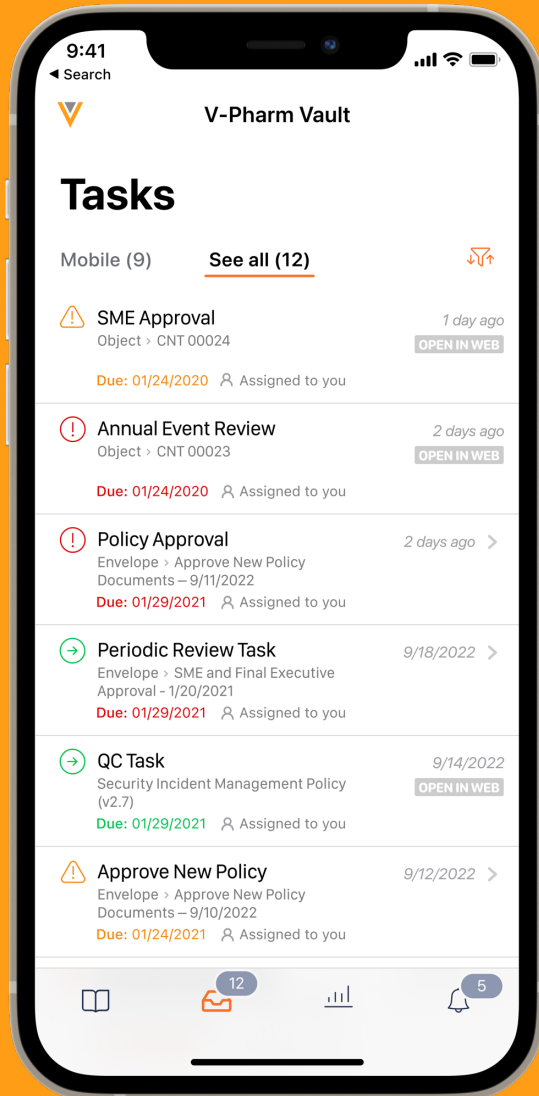 9:41
◀ Search
V-Pharm Vault
Tasks
Mobile (9) See all (12)
SME Approval 1 day ago
Object > CNT 00024 OPEN IN WEB
Due: 01/24/2020 Assigned to you
Annual Event Review 2 days ago
Object > CNT 00023 OPEN IN WEB
Due: 01/24/2020 Assigned to you
Policy Approval 2 days ago >
Envelope > Approve New Policy
Documents – 9/11/2022
Due: 01/29/2021 Assigned to you
Periodic Review Task 9/18/2022 >
Envelope > SME and Final Executive
Approval - 1/20/2021
Due: 01/29/2021 Assigned to you
QC Task 9/14/2022
Security Incident Management Policy OPEN IN WEB
(v2.7)
Due: 01/29/2021 Assigned to you
Approve New Policy 9/12/2022 >
Envelope > Approve New Policy
Documents – 9/10/2022
Due: 01/24/2021 Assigned to you
12 5